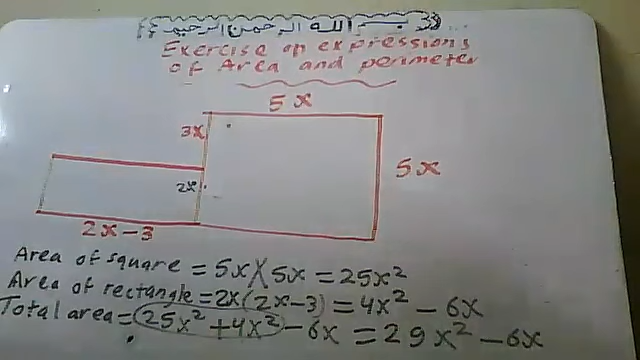 بسم الله الرحمن الرحيم
Exercise on expressions
of Area and perimeter
5x
3x
5x
2x
2x-3
Area of square = 5x X 5x = 25x²
Area of rectangle = 2x(2x-3) = 4x² - 6x
Total area = 25x² + 4x² - 6x = 29x² - 6x